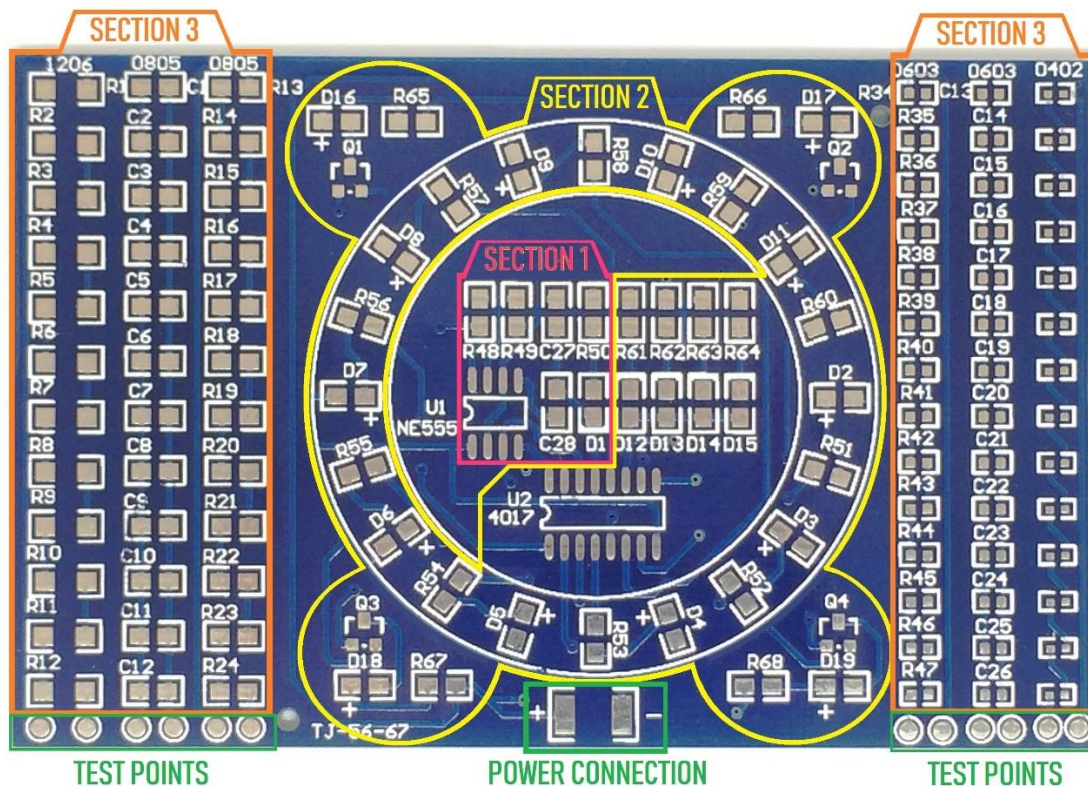 SECTION 3
1206 0805 0805
R1 C1 R13
R2 C2 R14
R3 C3 R15
R4 C4 R16
R5 C5 R17
R6 C6 R18
R7 C7 R19
R8 C8 R20
R9 C9 R21
R10 C10 R22
R11 C11 R23
R12 C12 R24
TEST POINTS
SECTION 2
D16 R65
+
Q1
R66 D17
+
Q2
D9 +
R58
D10 +
R59
D11 +
R60
D2
+
R51
D3
+
R52
D4
+
R53
D5
+
R54
D6
+
R55
D7
+
R56
D8
+
R57
SECTION 1
R48 R49 C27 R50 R61 R62 R63 R64
U1
NE555
C28 D1 D12 D13 D14 D15
U2
4017
Q3
D18 R67
+
Q4
R68 D19
+
TJ-56-67
+ -
POWER CONNECTION
SECTION 3
0603 0603 0402
R34 C13
R35 C14
R36 C15
R37 C16
R38 C17
R39 C18
R40 C19
R41 C20
R42 C21
R43 C22
R44 C23
R45 C24
R46 C25
R47 C26
TEST POINTS